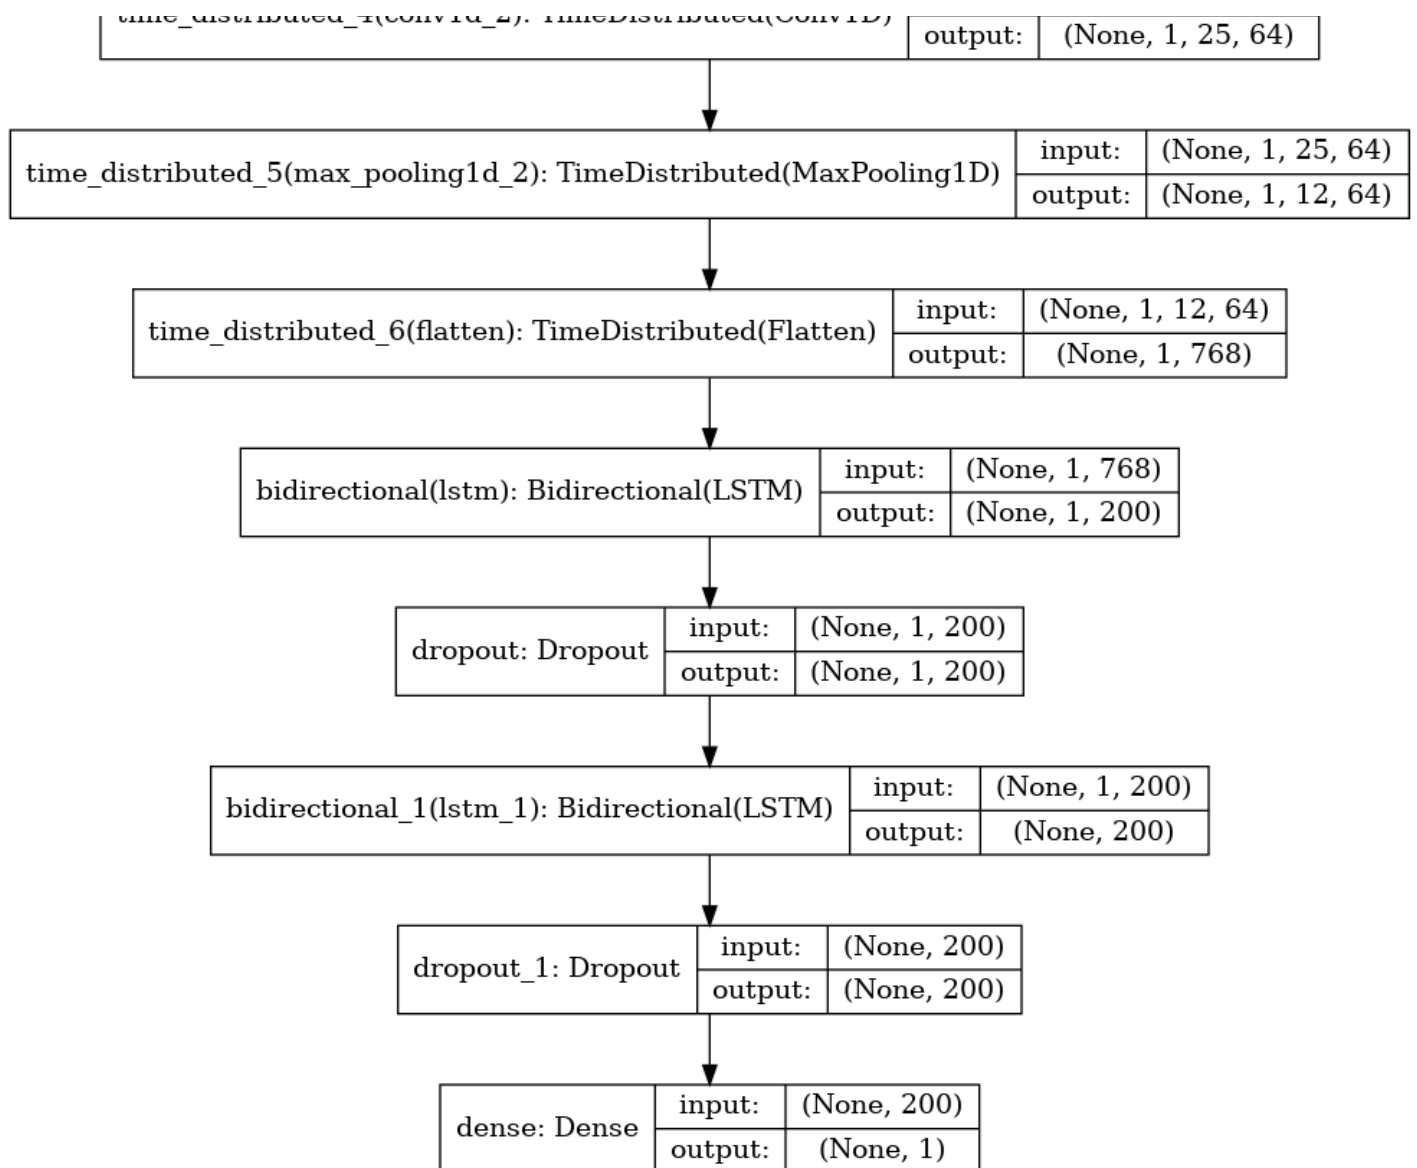 time_distributed_4(conv1d_2): TimeDistributed(Conv1D)
output: (None, 1, 25, 64)
time_distributed_5(max_pooling1d_2): TimeDistributed(MaxPooling1D)
input: (None, 1, 25, 64)
output: (None, 1, 12, 64)
time_distributed_6(flatten): TimeDistributed(Flatten)
input: (None, 1, 12, 64)
output: (None, 1, 768)
bidirectional(lstm): Bidirectional(LSTM)
input: (None, 1, 768)
output: (None, 1, 200)
dropout: Dropout
input: (None, 1, 200)
output: (None, 1, 200)
bidirectional_1(lstm_1): Bidirectional(LSTM)
input: (None, 1, 200)
output: (None, 200)
dropout_1: Dropout
input: (None, 200)
output: (None, 200)
dense: Dense
input: (None, 200)
output: (None, 1)